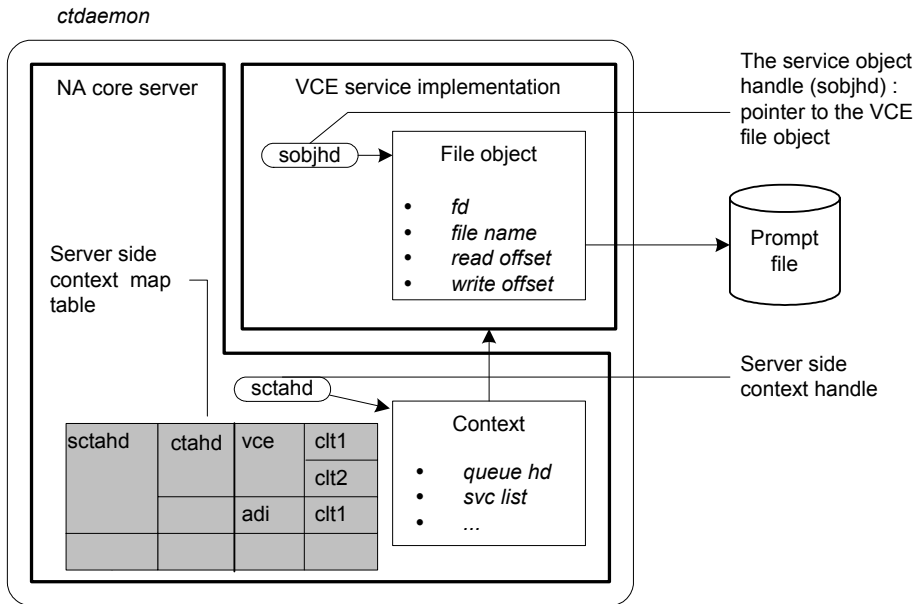 ctdaemon
NA core server
VCE service implementation
The service object
handle (sobjhd) :
pointer to the VCE
file object
sobjhd
File object
• fd
• file name
• read offset
• write offset
Prompt
file
Server side
context map
table
sctahd
Server side
context handle
Context
• queue hd
• svc list
• ...
sctahd ctahd vce clt1
clt2
adi clt1